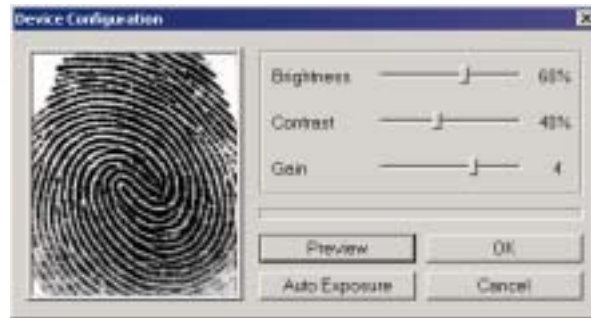 Device Configuration
Brightness 60%
Contrast 40%
Gain 4
Preview OK
Auto Exposure Cancel